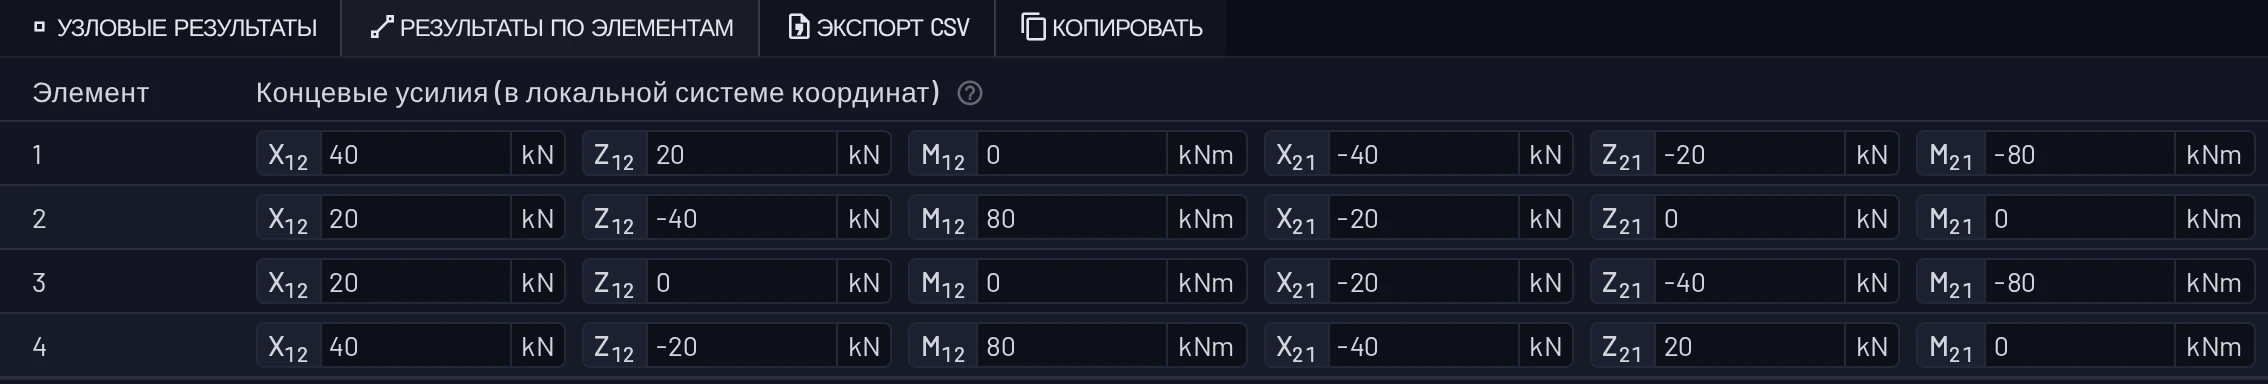 УЗЛОВЫЕ РЕЗУЛЬТАТЫ РЕЗУЛЬТАТЫ ПО ЭЛЕМЕНТАМ ЭКСПОРТ CSV КОПИРОВАТЬ
Элемент Концевые усилия (в локальной системе координат) ?
1 X12 40 kN Z12 20 kN M12 0 kNm X21 -40 kN Z21 -20 kN M21 -80 kNm
2 X12 20 kN Z12 -40 kN M12 80 kNm X21 -20 kN Z21 0 kN M21 0 kNm
3 X12 20 kN Z12 0 kN M12 0 kNm X21 -20 kN Z21 -40 kN M21 -80 kNm
4 X12 40 kN Z12 -20 kN M12 80 kNm X21 -40 kN Z21 20 kN M21 0 kNm